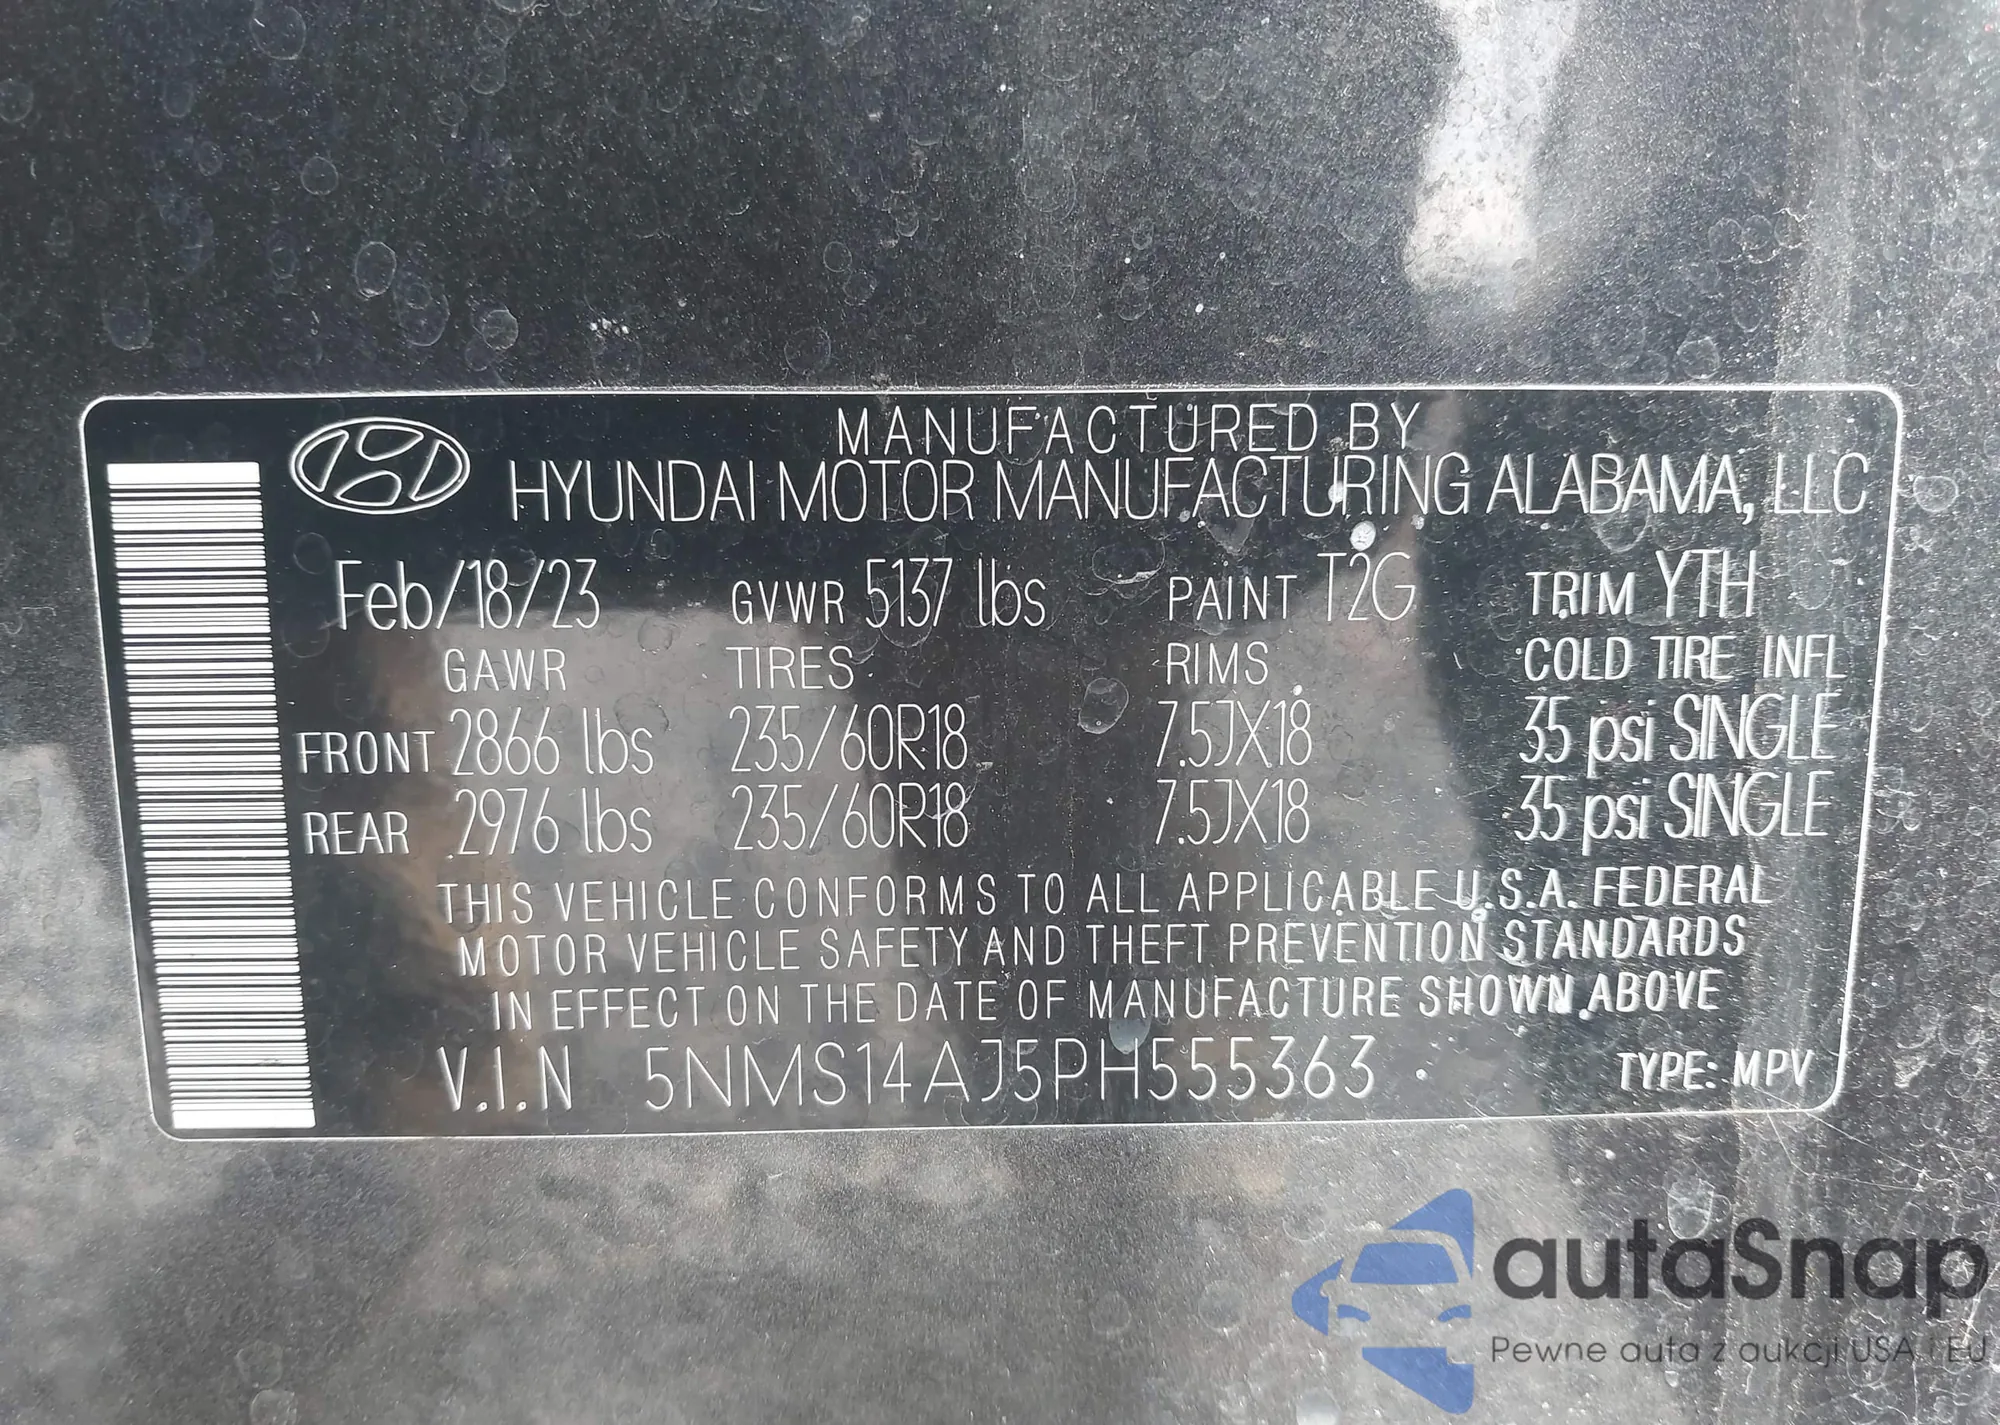 MANUFACTURED BY
HYUNDAI MOTOR MANUFACTURING ALABAMA, LLC
Feb/18/23 GVWR 5137 lbs PAINT T2G TRIM YTH
GAWR TIRES RIMS COLD TIRE INFL
FRONT 2866 lbs 235/60R18 7.5JX18 35 psi SINGLE
REAR 2976 lbs 235/60R18 7.5JX18 35 psi SINGLE
THIS VEHICLE CONFORMS TO ALL APPLICABLE U.S.A. FEDERAL
MOTOR VEHICLE SAFETY AND THEFT PREVENTION STANDARDS
IN EFFECT ON THE DATE OF MANUFACTURE SHOWN ABOVE
V.I.N 5NMS14AJ5PH555363 TYPE: MPV
autaSnap
Pewne auta z aukcji USA i EU